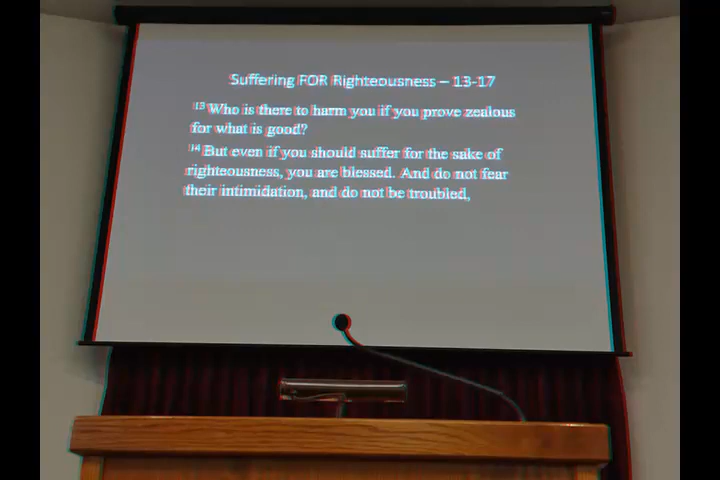 Suffering FOR Righteousness – 13-17
13 Who is there to harm you if you prove zealous
for what is good?
14 But even if you should suffer for the sake of
righteousness, you are blessed. And do not fear
their intimidation, and do not be troubled,